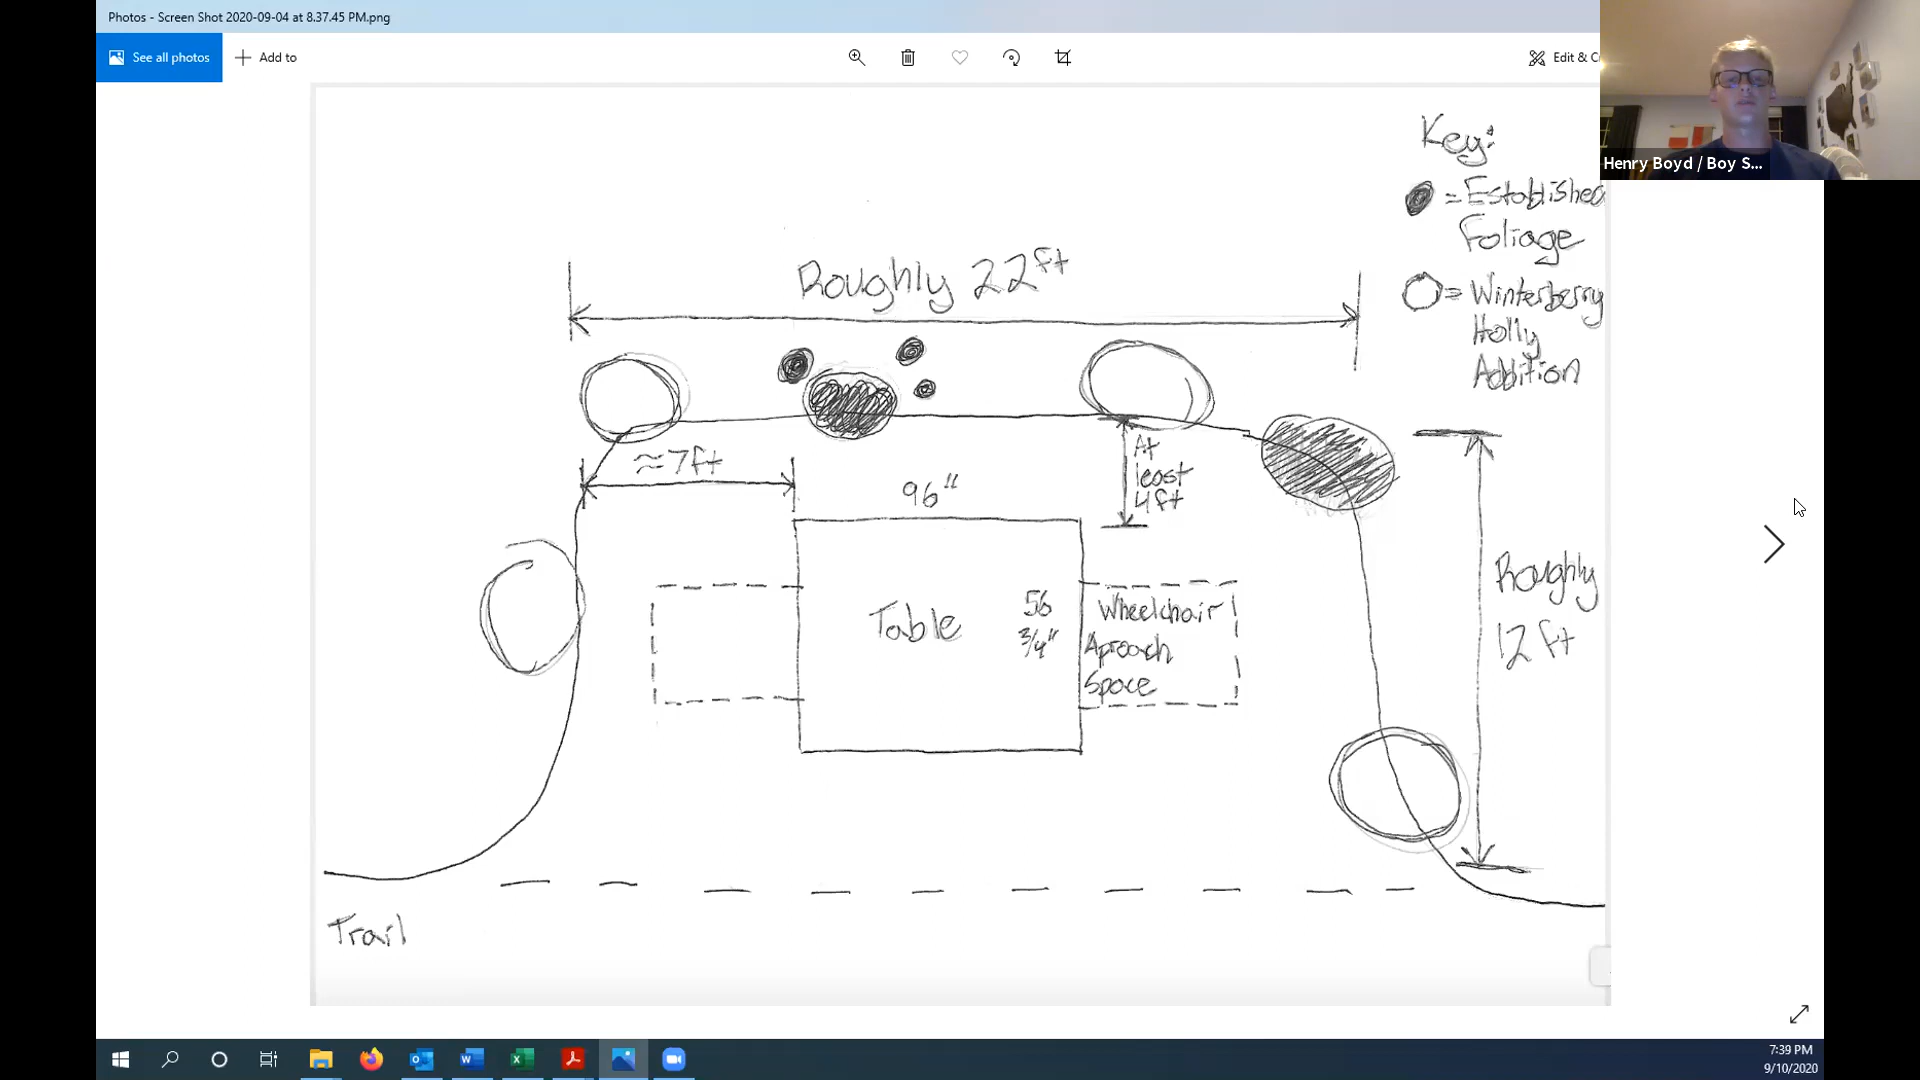 Photos - Screen Shot 2020-09-04 at 8.37.45 PM.png
See all photos
Add to
Edit & C
Henry Boyd / Boy S...
Key:
= Established
Foliage
= Winterberry
Holly
Addition
Roughly 22ft
≈7ft
96"
At
least
4ft
Table
56
3/4"
Wheelchair
Aproach
Space
Roughly
12 ft
Trail
7:39 PM
9/10/2020